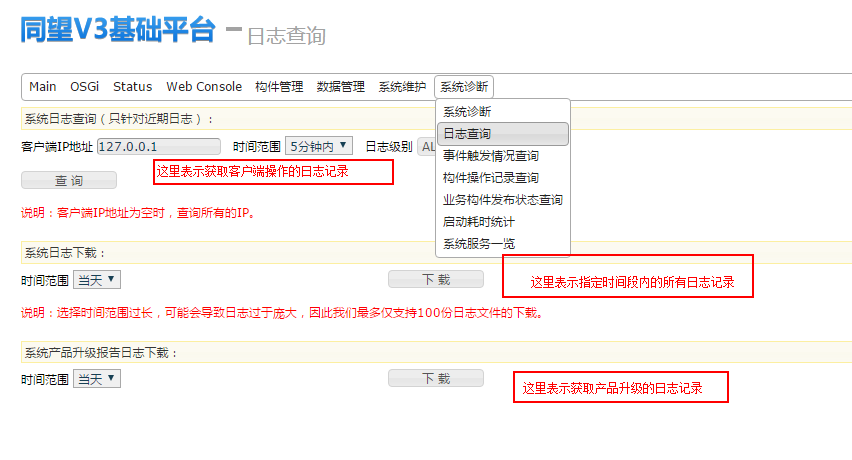 同望V3基础平台 — 日志查询
Main OSGi Status Web Console 构件管理 数据管理 系统维护 系统诊断
系统诊断
日志查询
事件触发情况查询
构件操作记录查询
业务构件发布状态查询
启动耗时统计
系统服务一览
系统日志查询（只针对近期日志）：
客户端IP地址 127.0.0.1 时间范围 5分钟内 日志级别 AL
查 询
这里表示获取客户端操作的日志记录
说明：客户端IP地址为空时，查询所有的IP。
系统日志下载：
时间范围 当天 下 载
这里表示指定时间段内的所有日志记录
说明：选择时间范围过长，可能会导致日志过于庞大，因此我们最多仅支持100份日志文件的下载。
系统产品升级报告日志下载：
时间范围 当天 下 载
这里表示获取产品升级的日志记录